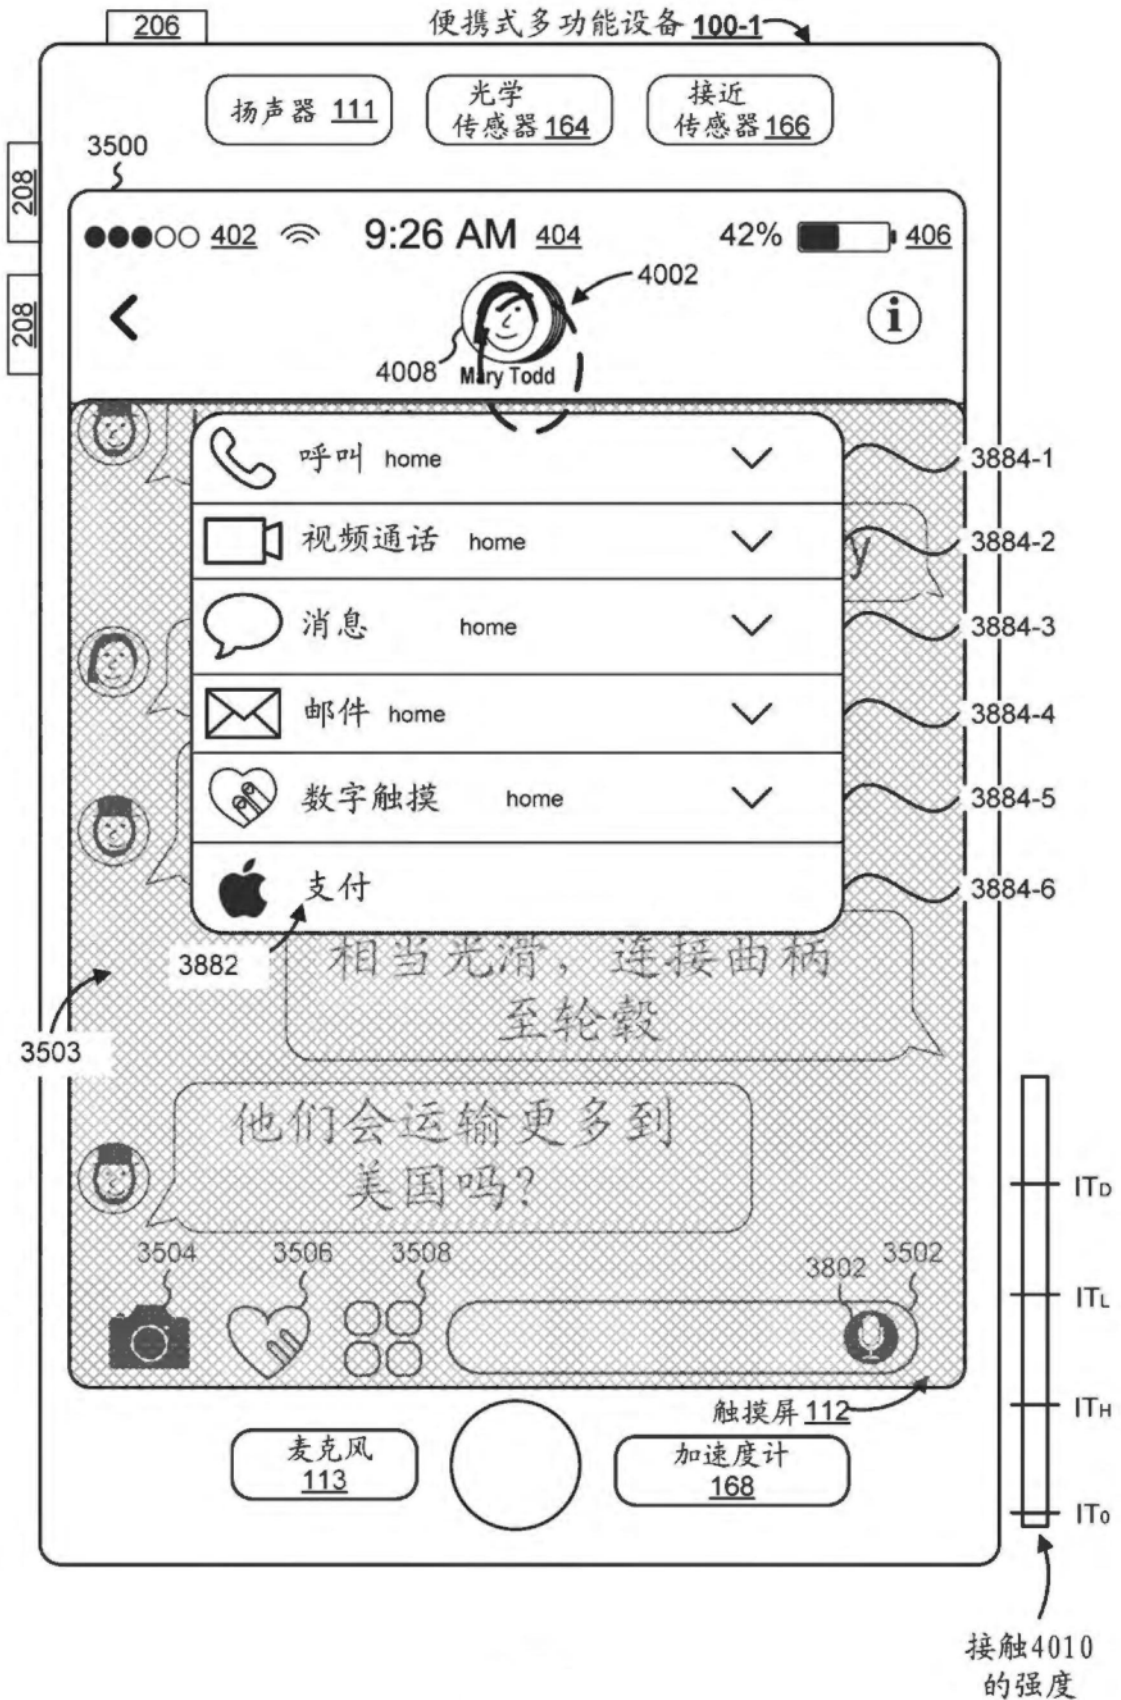 206
便携式多功能设备 100-1
扬声器 111
光学
传感器 164
接近
传感器 166
208
3500
402
9:26 AM 404
42%
406
208
4002
4008
Mary Todd
呼叫 home
3884-1
视频通话 home
3884-2
y
消息 home
3884-3
邮件 home
3884-4
数字触摸 home
3884-5
支付
3884-6
3882
相当光滑，连接曲柄
至轮毂
3503
他们会运输更多到
美国吗？
ITD
3504
3506
3508
3802
3502
ITL
触摸屏 112
ITH
麦克风
113
加速度计
168
IT0
接触4010
的强度